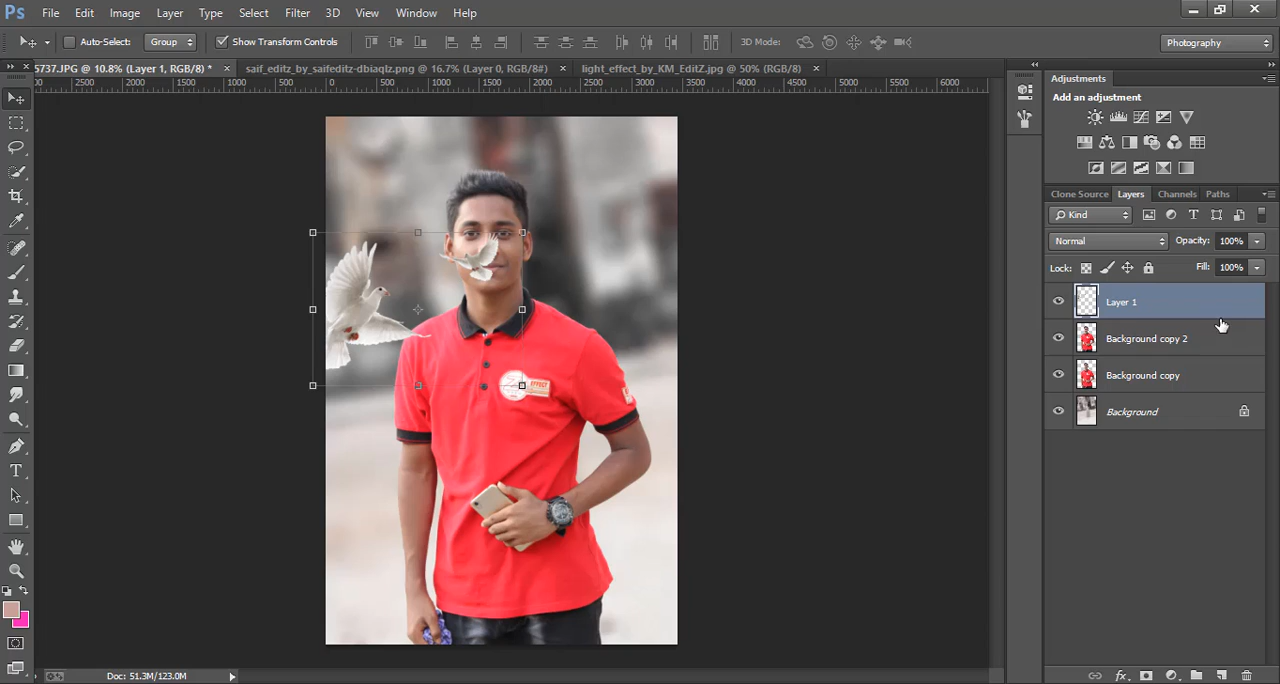 Ps File Edit Image Layer Type Select Filter 3D View Window Help
Auto-Select: Group Show Transform Controls 3D Mode: Photography
5737.JPG @ 10.8% (Layer 1, RGB/8) * × saif_editz_by_saifeditz-dbiaqlz.png @ 16.7% (Layer 0, RGB/8#) × light_effect_by_KM_EditZ.jpg @ 50% (RGB/8) ×
2500 2000 1500 1000 500 0 500 1000 1500 2000 2500 3000 3500 4000 4500 5000 5500 6000
Adjustments
Add an adjustment
Clone Source Layers Channels Paths
Kind
Normal Opacity: 100%
Lock: Fill: 100%
Layer 1
Background copy 2
Background copy
Background
EFFECT
Doc: 51.3M/123.0M